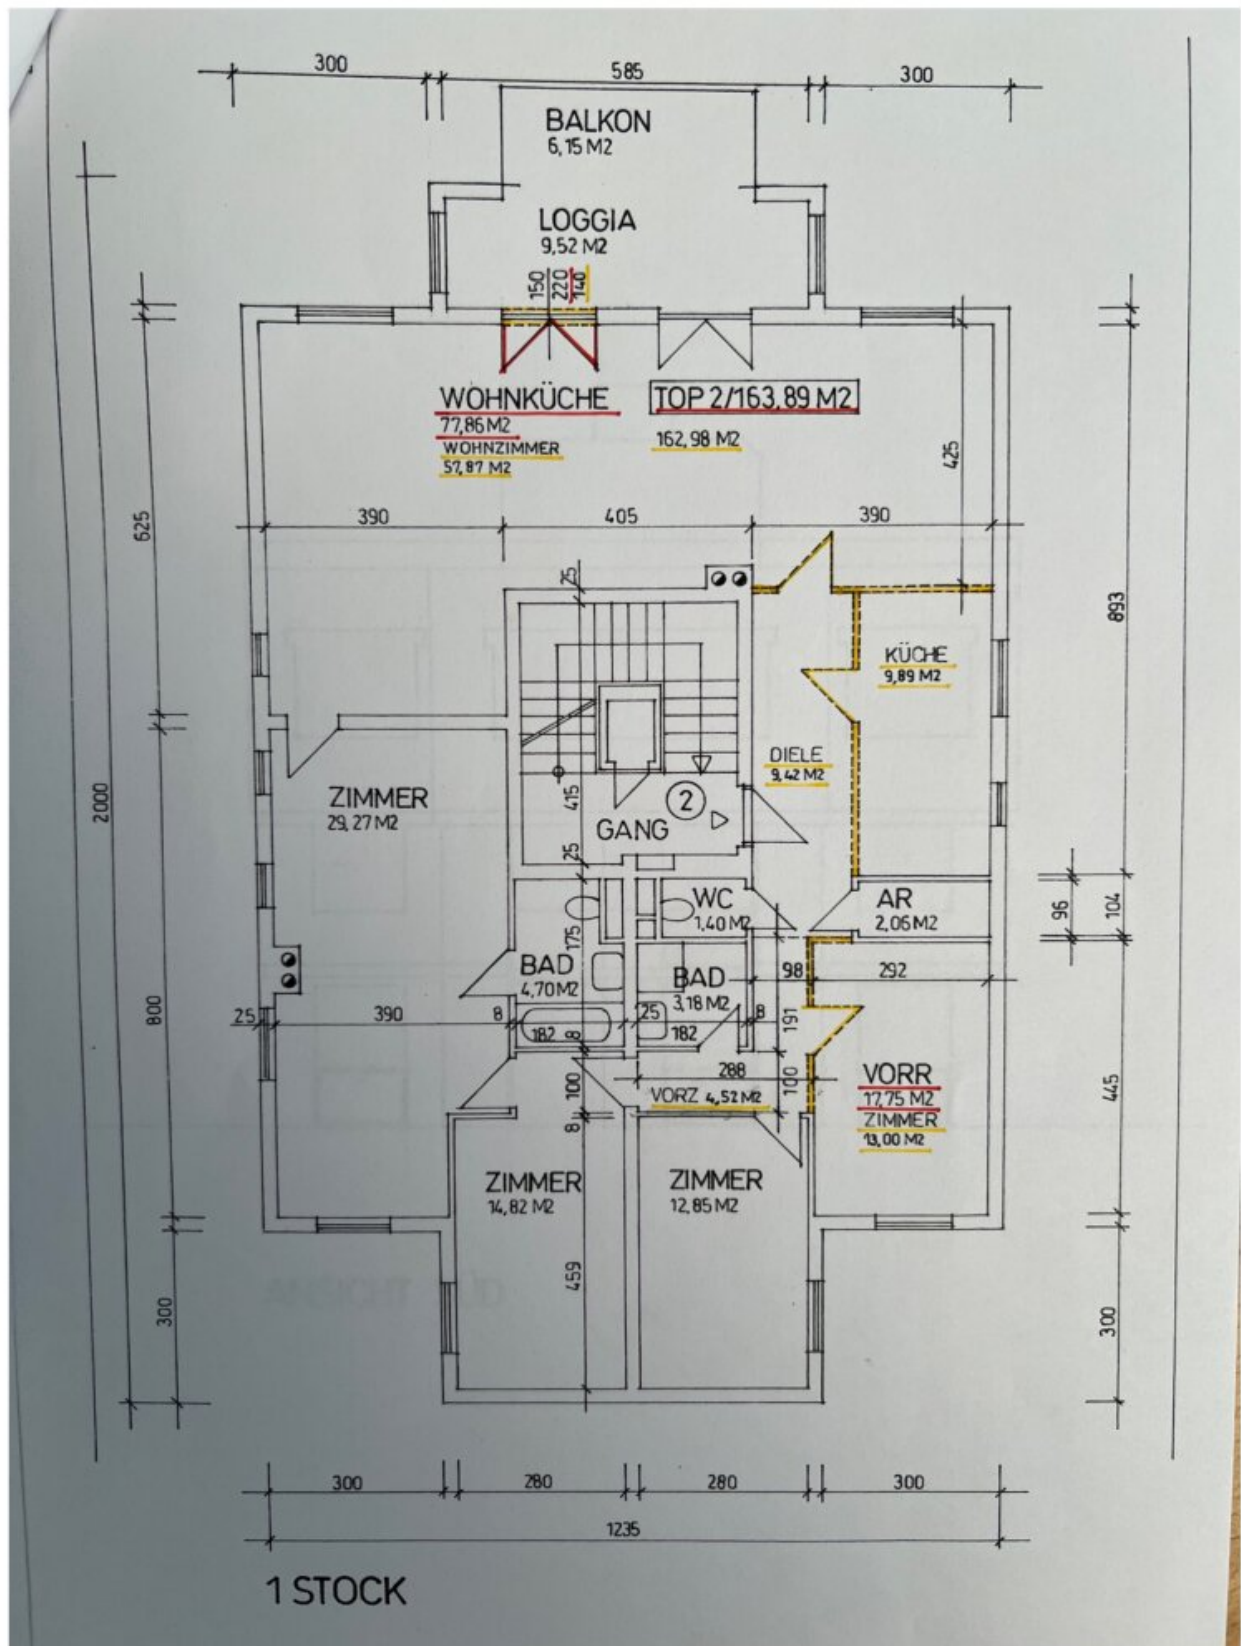 300
585
300
BALKON
6,15 M2
LOGGIA
9,52 M2
150
220
140
WOHNKÜCHE
77,86 M2
WOHNZIMMER
57,87 M2
TOP 2/163,89 M2
162,98 M2
425
625
390
405
390
25
893
KÜCHE
9,89 M2
DIELE
9,42 M2
2000
ZIMMER
29,27 M2
415
2
GANG
25
WC
1,40 M2
AR
2,06 M2
96
104
175
BAD
4,70 M2
BAD
3,18 M2
98
292
800
25
390
8
182
8
25
182
8
191
100
288
100
VORZ 4,52 M2
VORR
17,75 M2
ZIMMER
13,00 M2
445
8
ZIMMER
14,82 M2
ZIMMER
12,85 M2
459
300
300
ANSICHT SÜD
300
280
280
300
1235
1 STOCK